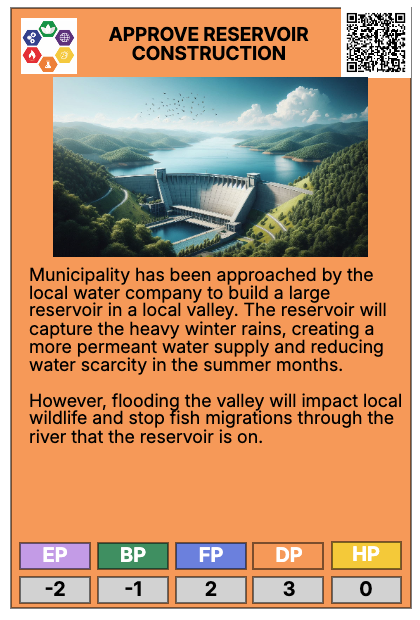 APPROVE RESERVOIR
CONSTRUCTION
Municipality has been approached by the
local water company to build a large
reservoir in a local valley. The reservoir will
capture the heavy winter rains, creating a
more permeant water supply and reducing
water scarcity in the summer months.
However, flooding the valley will impact local
wildlife and stop fish migrations through the
river that the reservoir is on.
EP BP FP DP HP
-2 -1 2 3 0